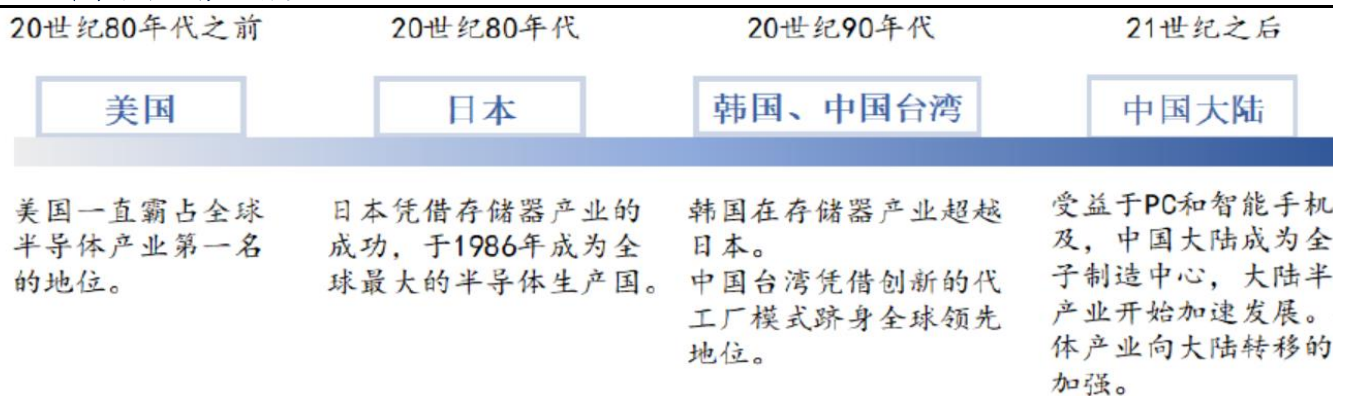 20世纪80年代之前
20世纪80年代
20世纪90年代
21世纪之后
美国
日本
韩国、中国台湾
中国大陆
美国一直霸占全球
半导体产业第一名
的地位。
日本凭借存储器产业的
成功，于1986年成为全
球最大的半导体生产国。
韩国在存储器产业超越
日本。
中国台湾凭借创新的代
工厂模式跻身全球领先
地位。
受益于PC和智能手机
及，中国大陆成为全
子制造中心，大陆半
产业开始加速发展。
体产业向大陆转移的
加强。